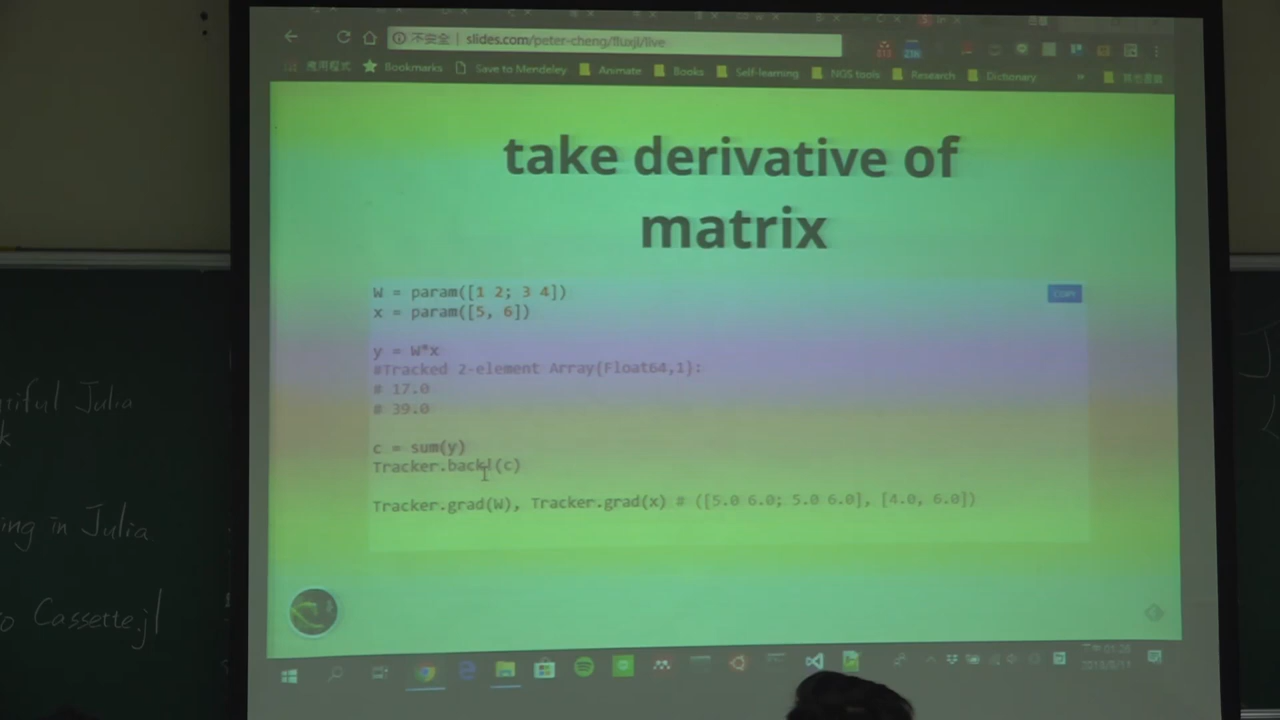 不安全 | slides.com/peter-cheng/fluxjl/live
應用程式 Bookmarks Save to Mendeley Animate Books Self-learning NGS tools Research Dictionary »
take derivative of
matrix
W = param([1 2; 3 4])
COPY
x = param([5, 6])
y = W*x
#Tracked 2-element Array{Float64,1}:
# 17.0
# 39.0
c = sum(y)
Tracker.back!(c)
Tracker.grad(W), Tracker.grad(x) # ([5.0 6.0; 5.0 6.0], [4.0, 6.0])
Julia
in Julia
Cassette.jl